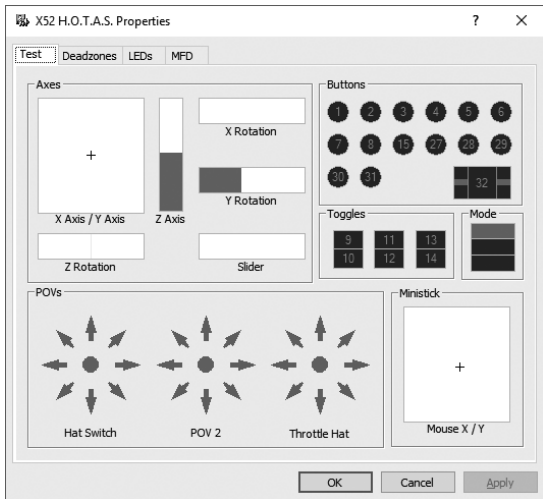 X52 H.O.T.A.S. Properties
?
Test Deadzones LEDs MFD
Axes
X Axis / Y Axis
Z Axis
X Rotation
Y Rotation
Z Rotation
Slider
Buttons
1 2 3 4 5 6
7 8 15 27 28 29
30 31 32
Toggles
9 11 13
10 12 14
Mode
POVs
Hat Switch
POV 2
Throttle Hat
Ministick
Mouse X / Y
OK Cancel Apply